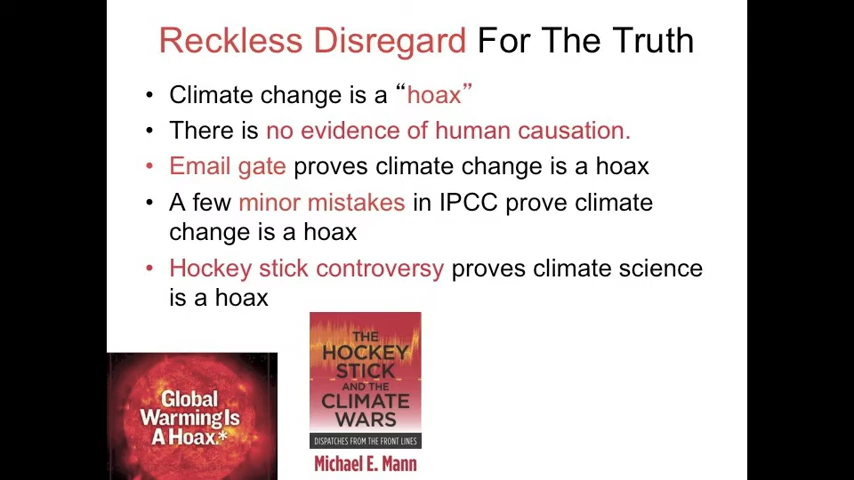 Reckless Disregard For The Truth
• Climate change is a “hoax”
• There is no evidence of human causation.
• Email gate proves climate change is a hoax
• A few minor mistakes in IPCC prove climate
change is a hoax
• Hockey stick controversy proves climate science
is a hoax
Global
Warming Is
A Hoax.*
THE
HOCKEY
STICK
AND THE
CLIMATE
WARS
DISPATCHES FROM THE FRONT LINES
Michael E. Mann